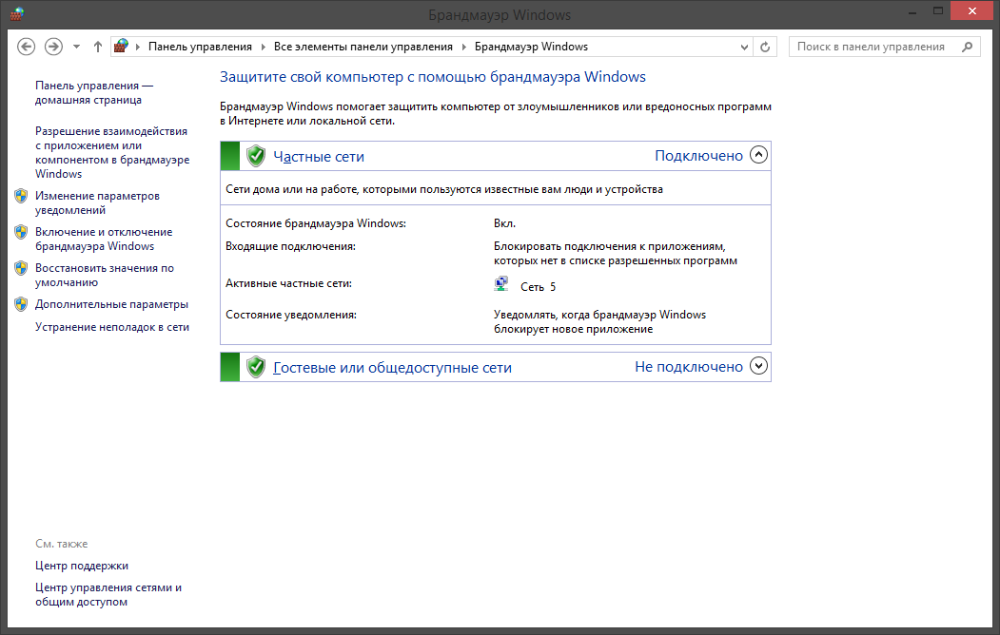 Брандмауэр Windows
Панель управления
Все элементы панели управления
Брандмауэр Windows
Поиск в панели управления
Панель управления —
домашняя страница
Разрешение взаимодействия
с приложением или
компонентом в брандмауэре
Windows
Изменение параметров
уведомлений
Включение и отключение
брандмауэра Windows
Восстановить значения по
умолчанию
Дополнительные параметры
Устранение неполадок в сети
См. также
Центр поддержки
Центр управления сетями и
общим доступом
Защитите свой компьютер с помощью брандмауэра Windows
Брандмауэр Windows помогает защитить компьютер от злоумышленников или вредоносных программ
в Интернете или локальной сети.
Частные сети Подключено
Сети дома или на работе, которыми пользуются известные вам люди и устройства
Состояние брандмауэра Windows: Вкл.
Входящие подключения: Блокировать подключения к приложениям,
которых нет в списке разрешенных программ
Активные частные сети: Сеть 5
Состояние уведомления: Уведомлять, когда брандмауэр Windows
блокирует новое приложение
Гостевые или общедоступные сети Не подключено